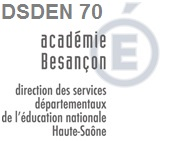 DSDEN 70
académie
Besançon
direction des services
départementaux
de l'éducation nationale
Haute-Saône
É